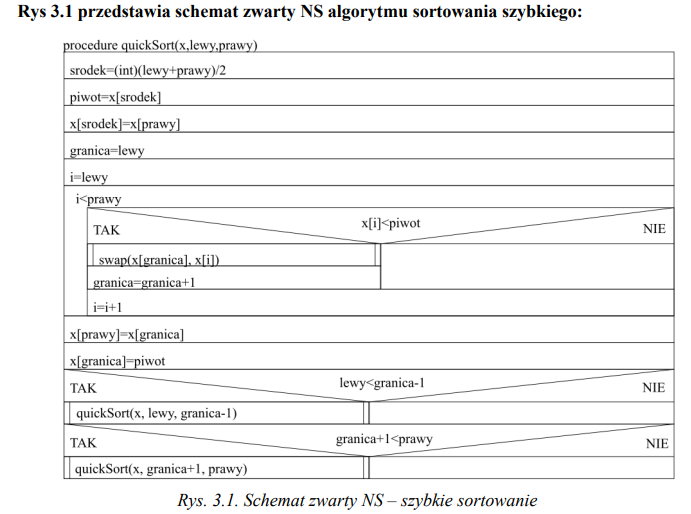 Rys 3.1 przedstawia schemat zwarty NS algorytmu sortowania szybkiego:
procedure quickSort(x,lewy,prawy)
srodek=(int)(lewy+prawy)/2
piwot=x[srodek]
x[srodek]=x[prawy]
granica=lewy
i=lewy
i<prawy
TAK x[i]<piwot NIE
swap(x[granica], x[i])
granica=granica+1
i=i+1
x[prawy]=x[granica]
x[granica]=piwot
TAK lewy<granica-1 NIE
quickSort(x, lewy, granica-1)
TAK granica+1<prawy NIE
quickSort(x, granica+1, prawy)
Rys. 3.1. Schemat zwarty NS – szybkie sortowanie